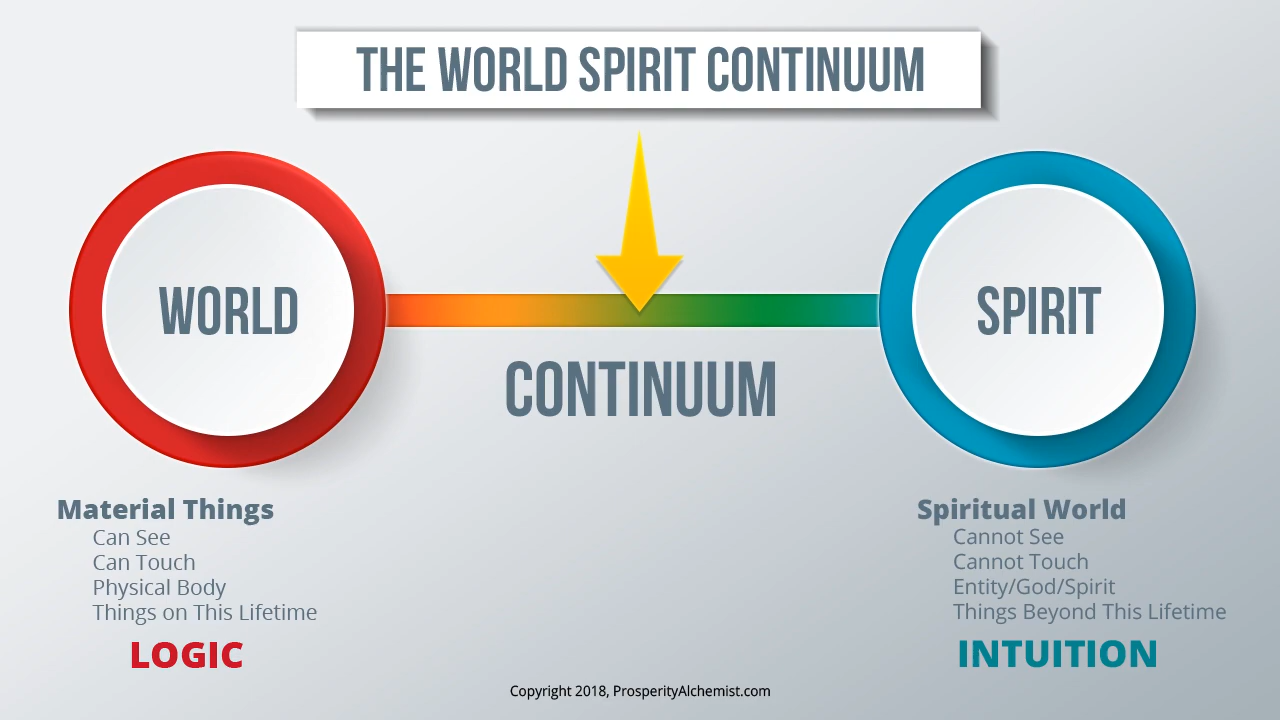 THE WORLD SPIRIT CONTINUUM
WORLD
SPIRIT
CONTINUUM
Material Things
Can See
Can Touch
Physical Body
Things on This Lifetime
LOGIC
Spiritual World
Cannot See
Cannot Touch
Entity/God/Spirit
Things Beyond This Lifetime
INTUITION
Copyright 2018, ProsperityAlchemist.com